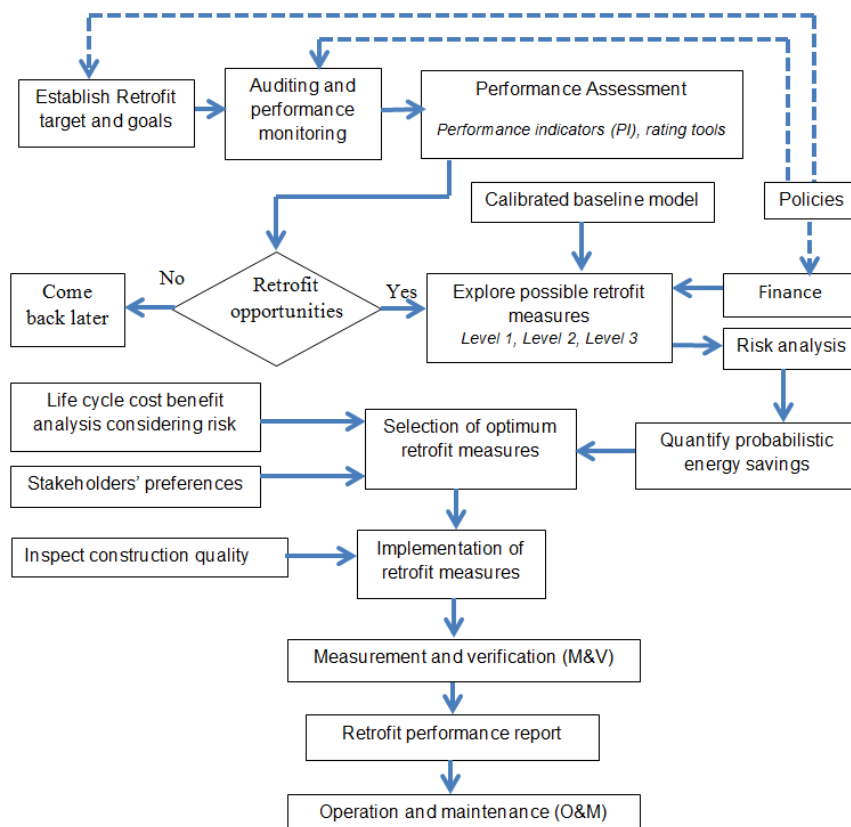 Establish Retrofit
target and goals
Auditing and
performance
monitoring
Performance Assessment
Performance indicators (PI), rating tools
Calibrated baseline model
Policies
No
Retrofit
opportunities
Yes
Come
back later
Explore possible retrofit
measures
Level 1, Level 2, Level 3
Finance
Risk analysis
Life cycle cost benefit
analysis considering risk
Selection of optimum
retrofit measures
Quantify probabilistic
energy savings
Stakeholders’ preferences
Inspect construction quality
Implementation of
retrofit measures
Measurement and verification (M&V)
Retrofit performance report
Operation and maintenance (O&M)